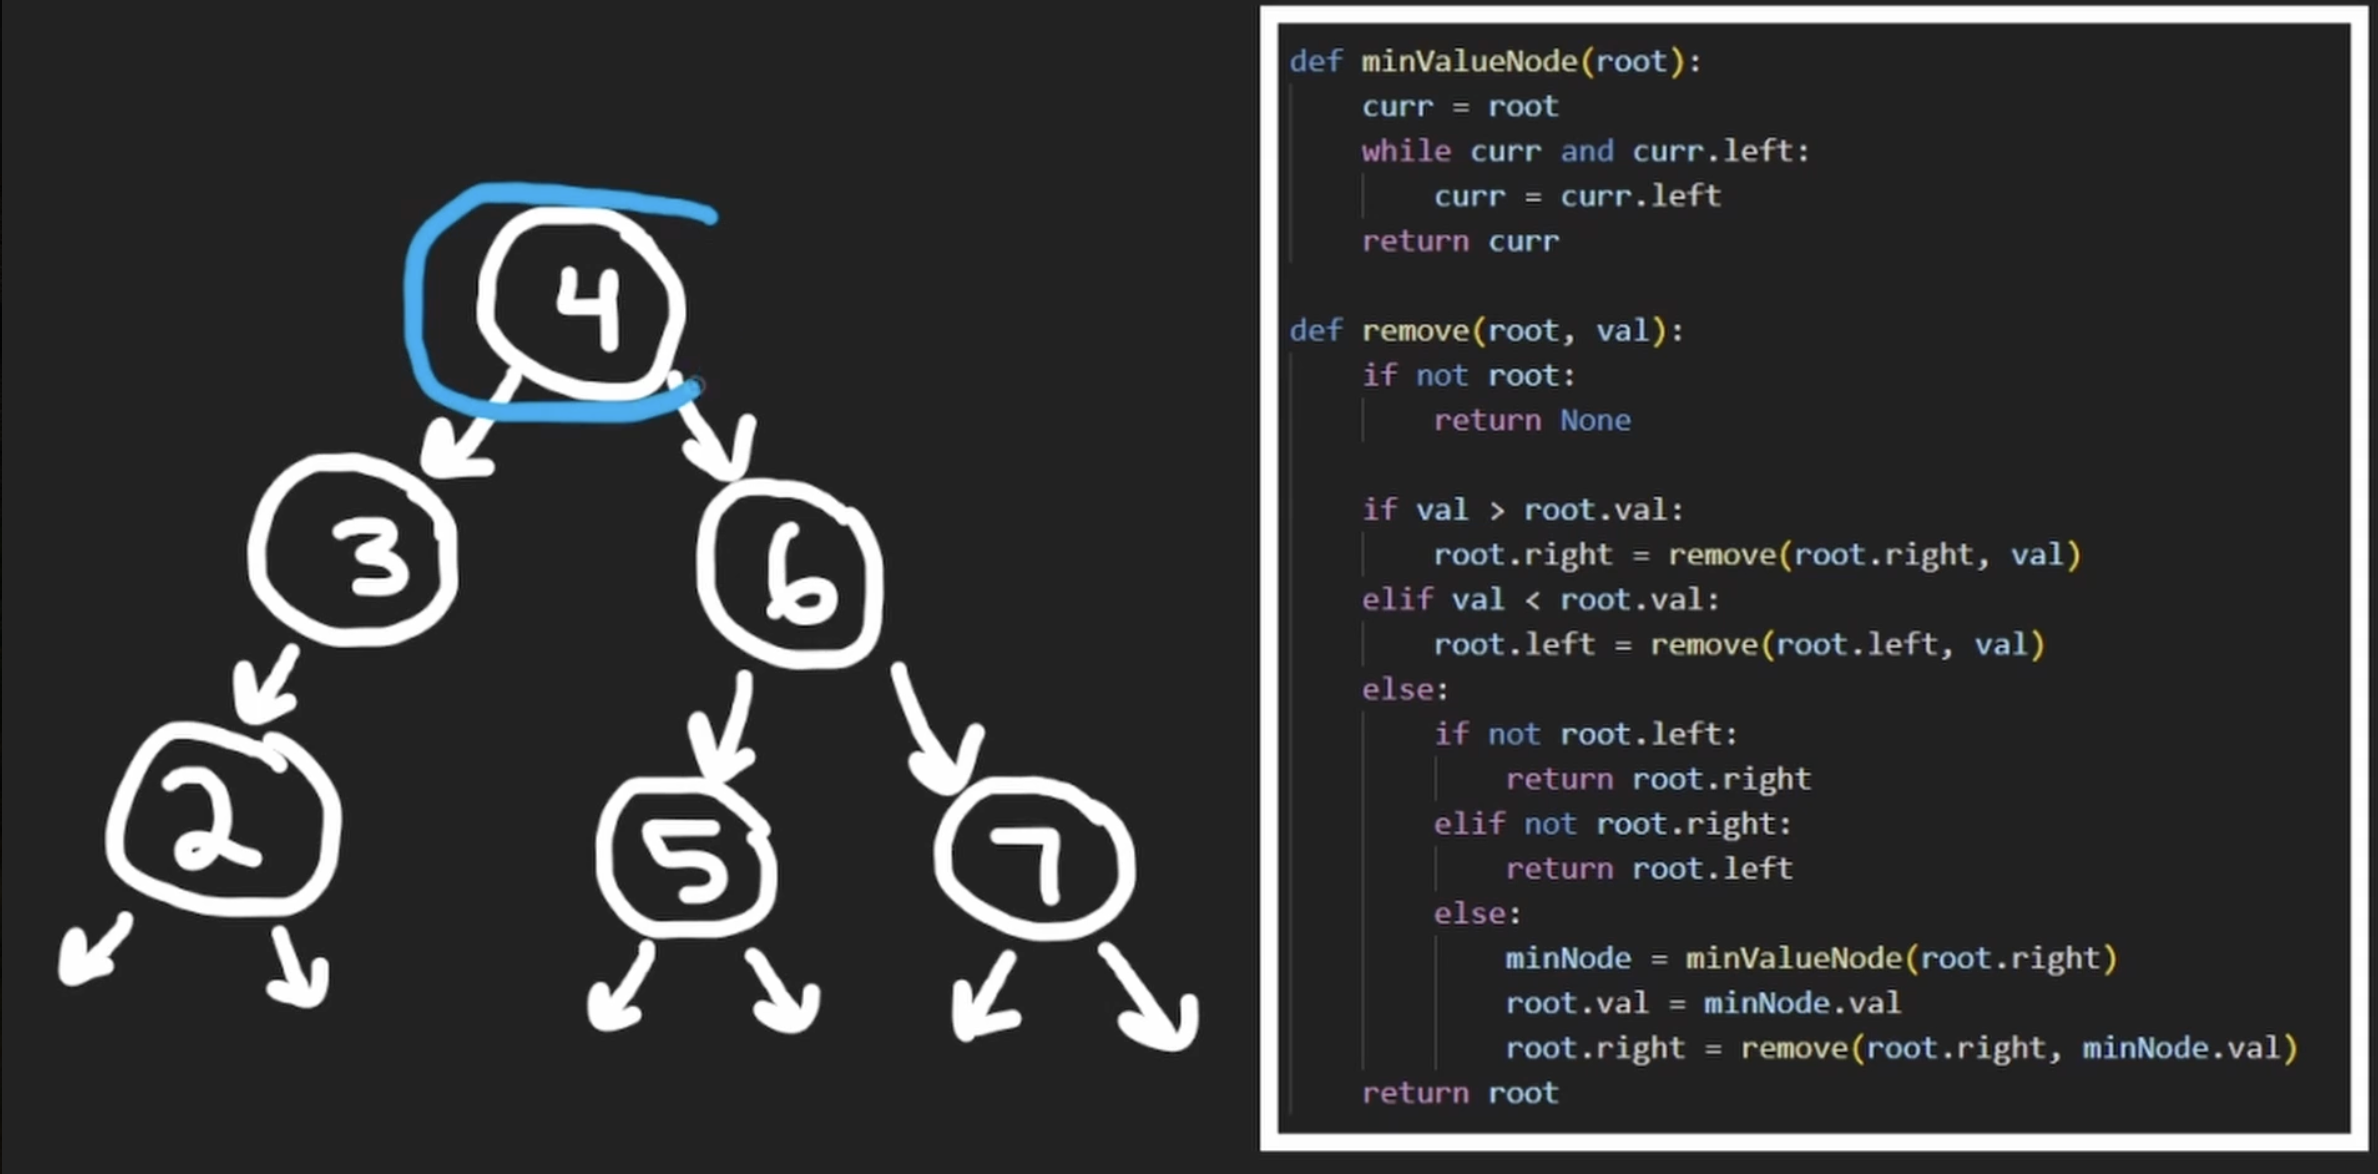 4
3
6
2
5
7
def minValueNode(root):
    curr = root
    while curr and curr.left:
        curr = curr.left
    return curr

def remove(root, val):
    if not root:
        return None

    if val > root.val:
        root.right = remove(root.right, val)
    elif val < root.val:
        root.left = remove(root.left, val)
    else:
        if not root.left:
            return root.right
        elif not root.right:
            return root.left
        else:
            minNode = minValueNode(root.right)
            root.val = minNode.val
            root.right = remove(root.right, minNode.val)
    return root